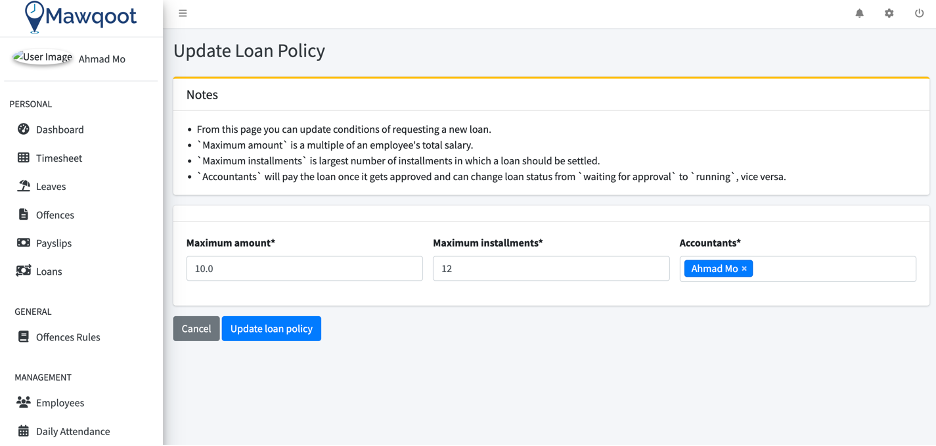 Mawqoot
User Image
Ahmad Mo
PERSONAL
Dashboard
Timesheet
Leaves
Offences
Payslips
Loans
GENERAL
Offences Rules
MANAGEMENT
Employees
Daily Attendance
Update Loan Policy
Notes
• From this page you can update conditions of requesting a new loan.
• `Maximum amount` is a multiple of an employee's total salary.
• `Maximum installments` is largest number of installments in which a loan should be settled.
• `Accountants` will pay the loan once it gets approved and can change loan status from `waiting for approval` to `running`, vice versa.
Maximum amount* Maximum installments* Accountants*
10.0 12 Ahmad Mo ×
Cancel Update loan policy